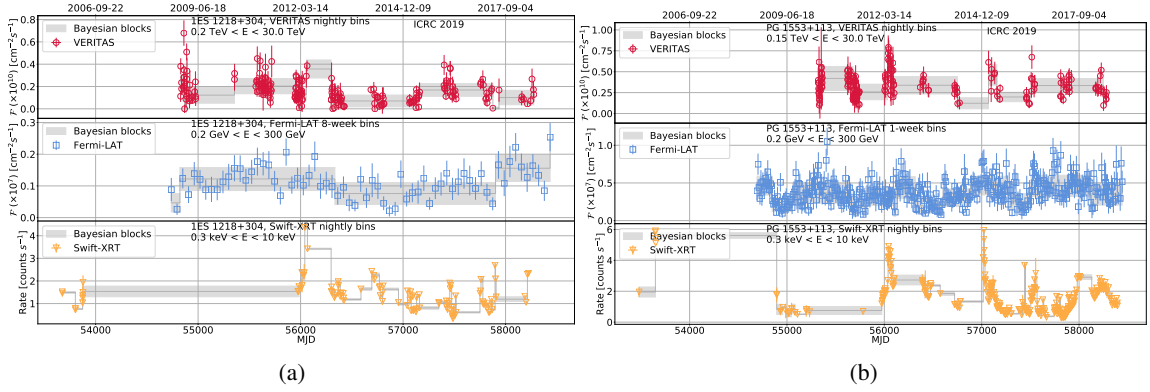 2006-09-22 2009-06-18 2012-03-14 2014-12-09 2017-09-04
1ES 1218+304, VERITAS nightly bins
0.2 TeV < E < 30.0 TeV
ICRC 2019
Bayesian blocks
VERITAS
F (×10¹⁰) [cm⁻²s⁻¹]
0.8
0.6
0.4
0.2
0.0
1ES 1218+304, Fermi-LAT 8-week bins
0.2 GeV < E < 300 GeV
Bayesian blocks
Fermi-LAT
F (×10⁷) [cm⁻²s⁻¹]
0.3
0.2
0.1
0.0
1ES 1218+304, Swift-XRT nightly bins
0.3 keV < E < 10 keV
Bayesian blocks
Swift-XRT
Rate [counts s⁻¹]
4
3
2
1
54000 55000 56000 57000 58000
MJD
(a)
2006-09-22 2009-06-18 2012-03-14 2014-12-09 2017-09-04
PG 1553+113, VERITAS nightly bins
0.15 TeV < E < 30.0 TeV
ICRC 2019
Bayesian blocks
VERITAS
F (×10¹⁰) [cm⁻²s⁻¹]
1.00
0.75
0.50
0.25
0.00
PG 1553+113, Fermi-LAT 1-week bins
0.2 GeV < E < 300 GeV
Bayesian blocks
Fermi-LAT
F (×10⁷) [cm⁻²s⁻¹]
1.0
0.5
0.0
PG 1553+113, Swift-XRT nightly bins
0.3 keV < E < 10 keV
Bayesian blocks
Swift-XRT
Rate [counts s⁻¹]
6
4
2
0
54000 55000 56000 57000 58000
MJD
(b)